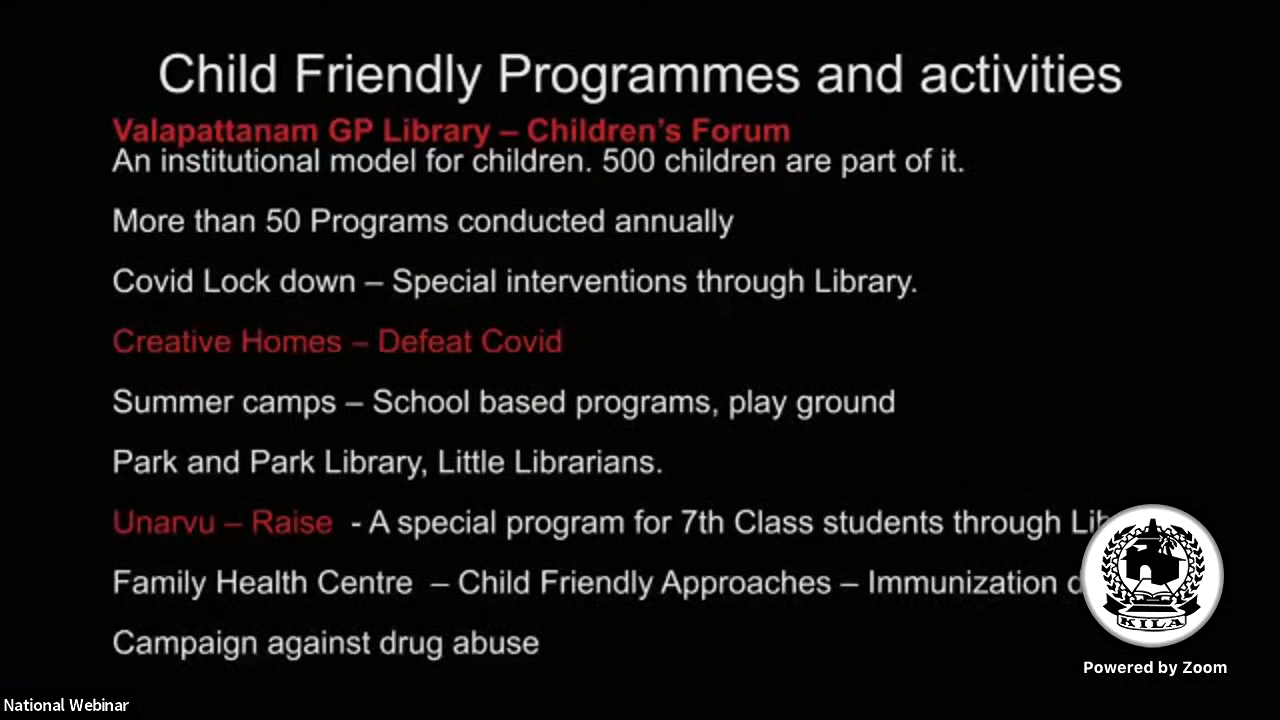 Child Friendly Programmes and activities
Valapattanam GP Library – Children’s Forum
An institutional model for children. 500 children are part of it.
More than 50 Programs conducted annually
Covid Lock down – Special interventions through Library.
Creative Homes – Defeat Covid
Summer camps – School based programs, play ground
Park and Park Library, Little Librarians.
Unarvu – Raise - A special program for 7th Class students through
Family Health Centre – Child Friendly Approaches – Immunization
Campaign against drug abuse
KILA
Powered by Zoom
National Webinar